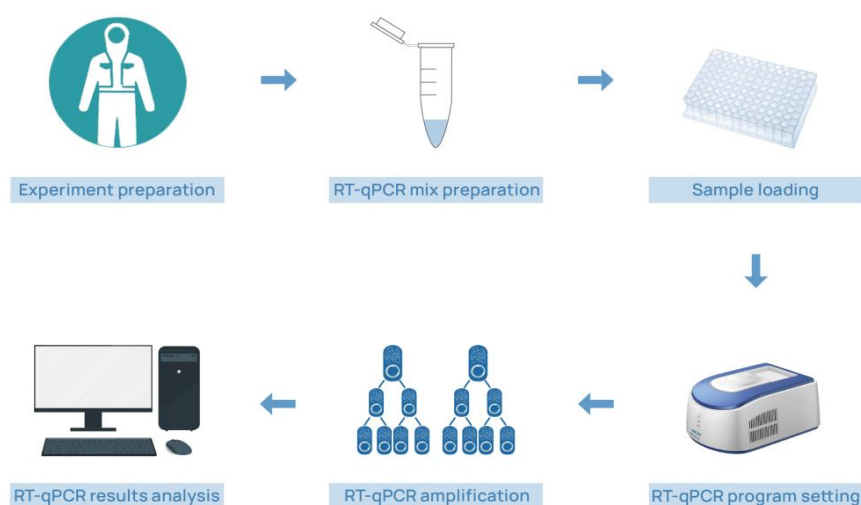 Experiment preparation
RT-qPCR mix preparation
Sample loading
RT-qPCR program setting
RT-qPCR amplification
RT-qPCR results analysis